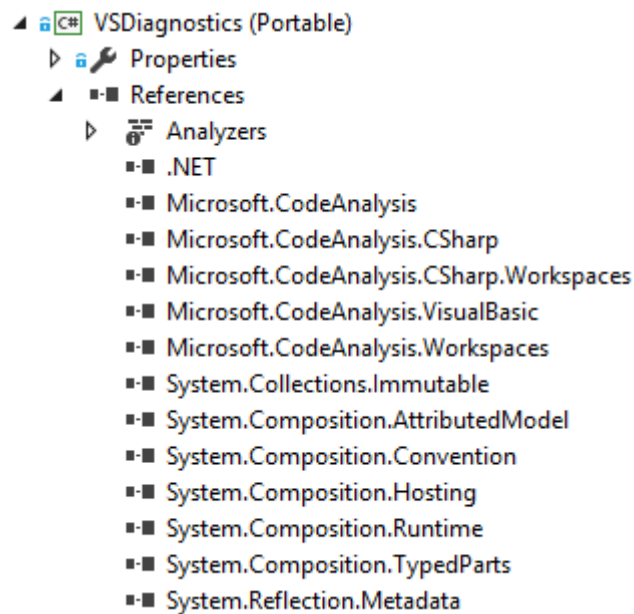 C# VSDiagnostics (Portable)
Properties
References
Analyzers
.NET
Microsoft.CodeAnalysis
Microsoft.CodeAnalysis.CSharp
Microsoft.CodeAnalysis.CSharp.Workspaces
Microsoft.CodeAnalysis.VisualBasic
Microsoft.CodeAnalysis.Workspaces
System.Collections.Immutable
System.Composition.AttributedModel
System.Composition.Convention
System.Composition.Hosting
System.Composition.Runtime
System.Composition.TypedParts
System.Reflection.Metadata